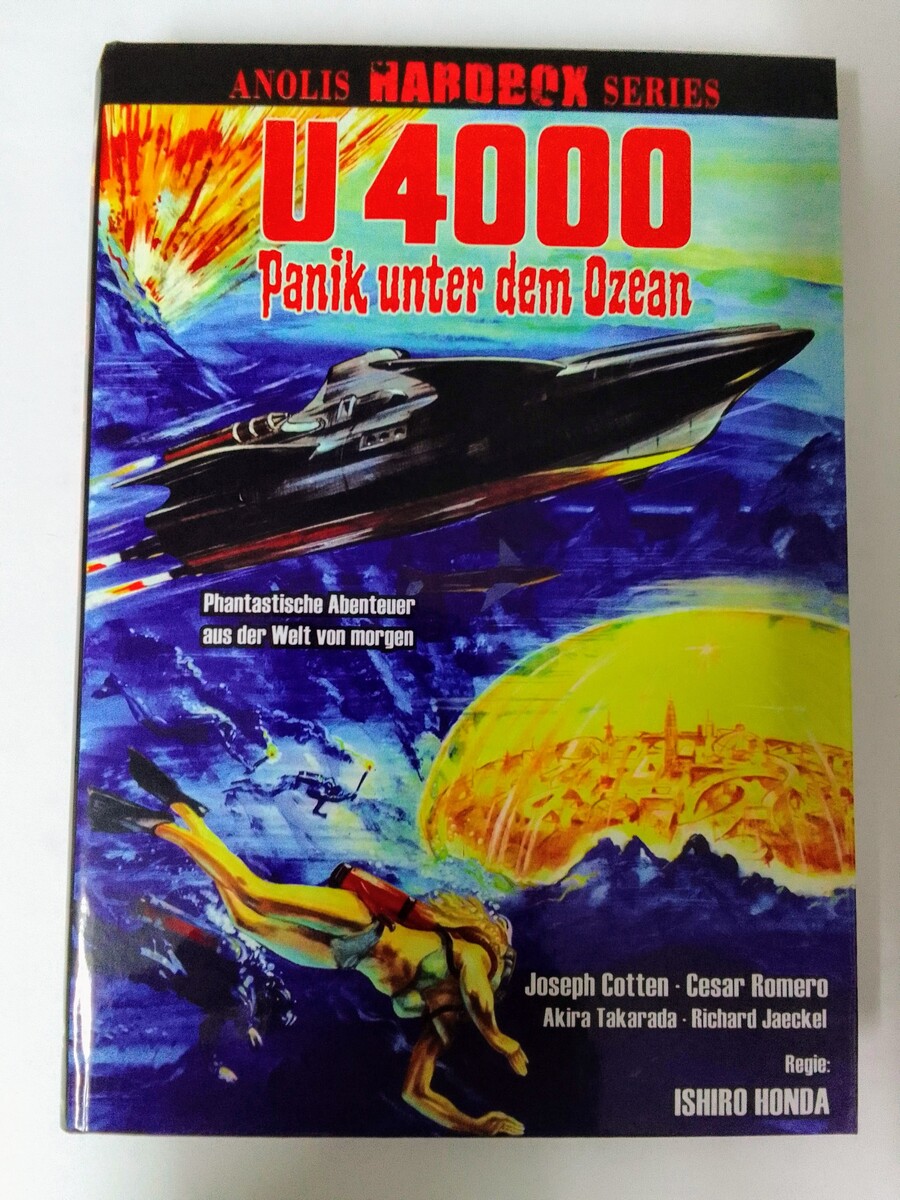 ANOLIS HARDBOX SERIES
U 4000
Panik unter dem Ozean
Phantastische Abenteuer
aus der Welt von morgen
Joseph Cotten · Cesar Romero
Akira Takarada · Richard Jaeckel
Regie:
ISHIRO HONDA